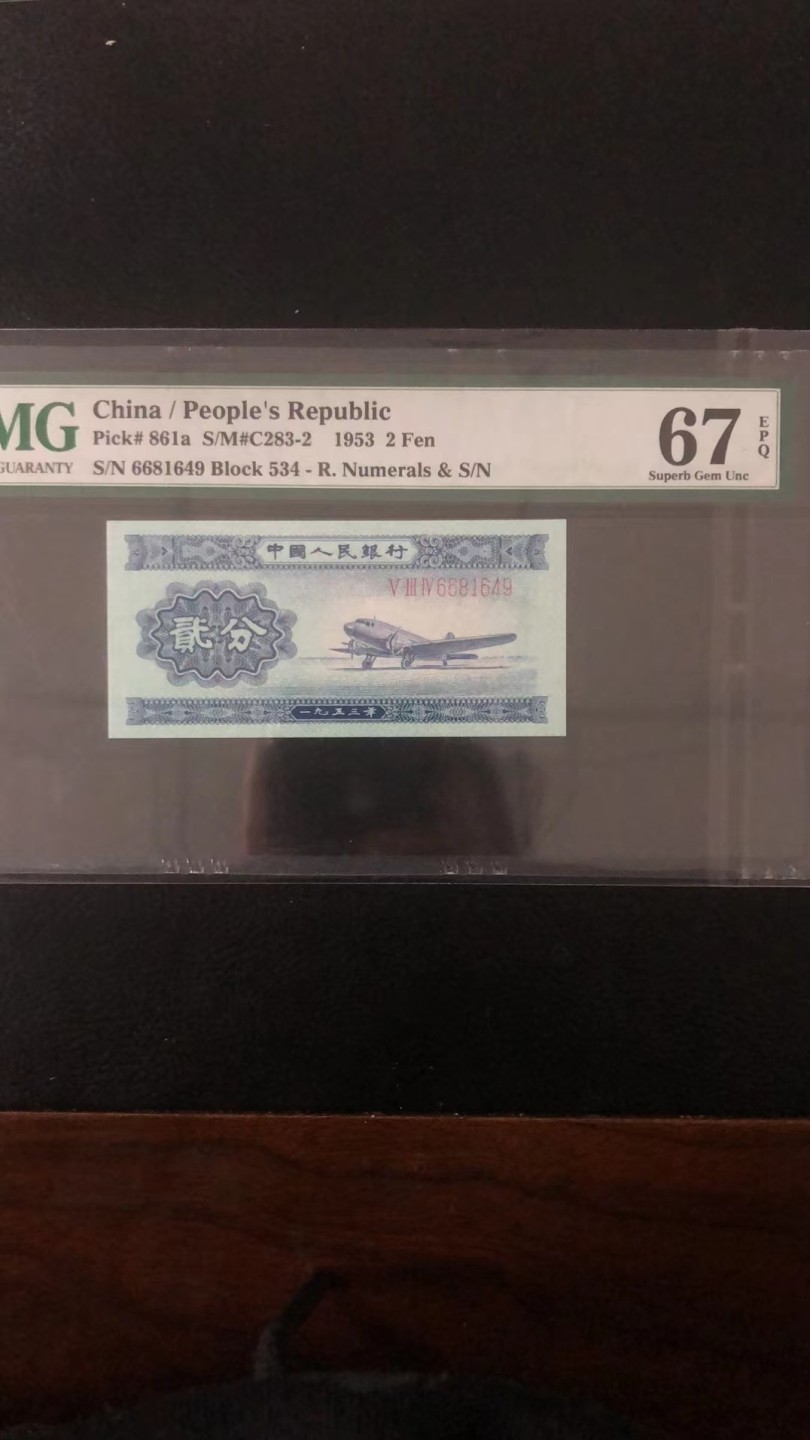 MG
GUARANTY
China / People's Republic
Pick# 861a S/M#C283-2 1953 2 Fen
S/N 6681649 Block 534 - R. Numerals & S/N
67
EPQ
Superb Gem Unc
中國人民銀行
V III IV 6681649
貳分
一九五三年